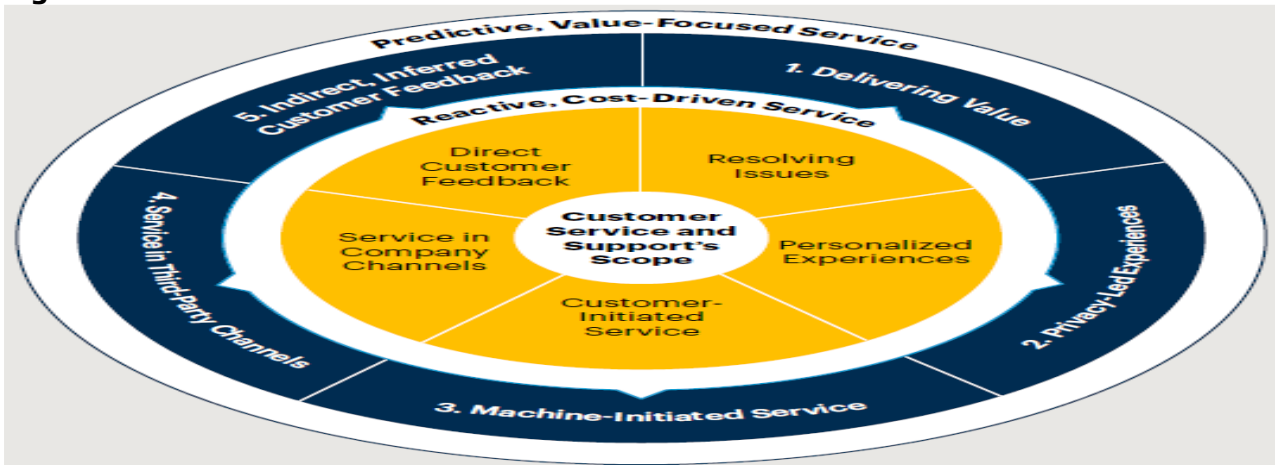 Predictive, Value-Focused Service
1. Delivering Value
2. Privacy-Led Experiences
3. Machine-Initiated Service
4. Service in Third-Party Channels
5. Indirect, Inferred
Customer Feedback
Reactive, Cost-Driven Service
Resolving
Issues
Personalized
Experiences
Customer-
Initiated
Service
Service in
Company
Channels
Direct
Customer
Feedback
Customer
Service and
Support's
Scope